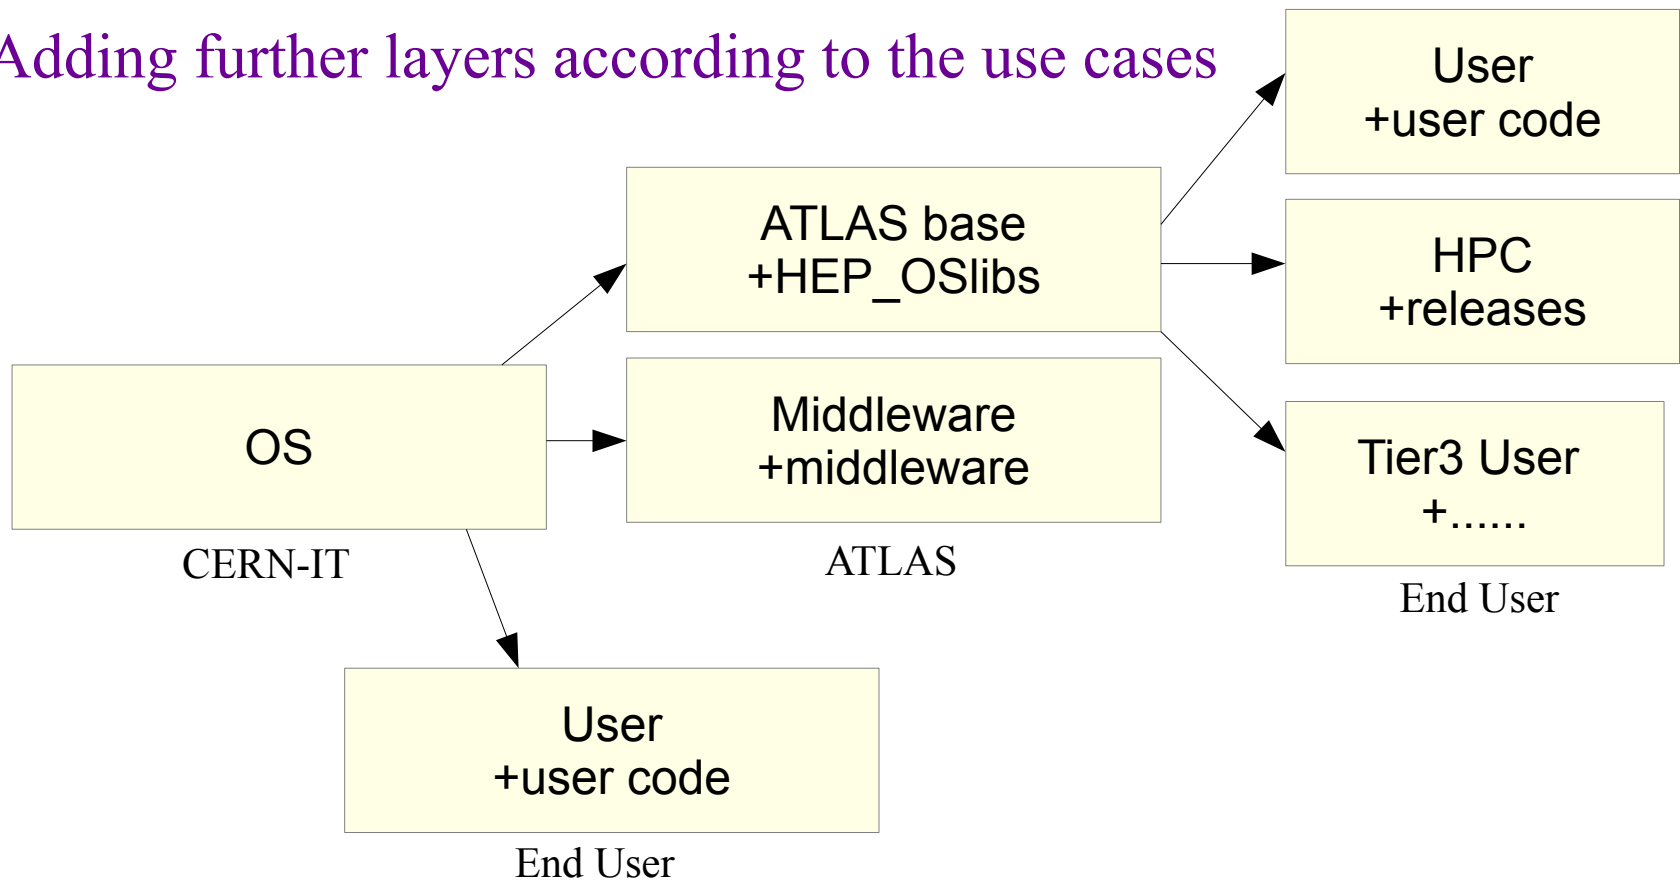 Adding further layers according to the use cases
User
+user code
ATLAS base
+HEP_OSlibs
HPC
+releases
OS
Middleware
+middleware
Tier3 User
+......
CERN-IT
ATLAS
End User
User
+user code
End User